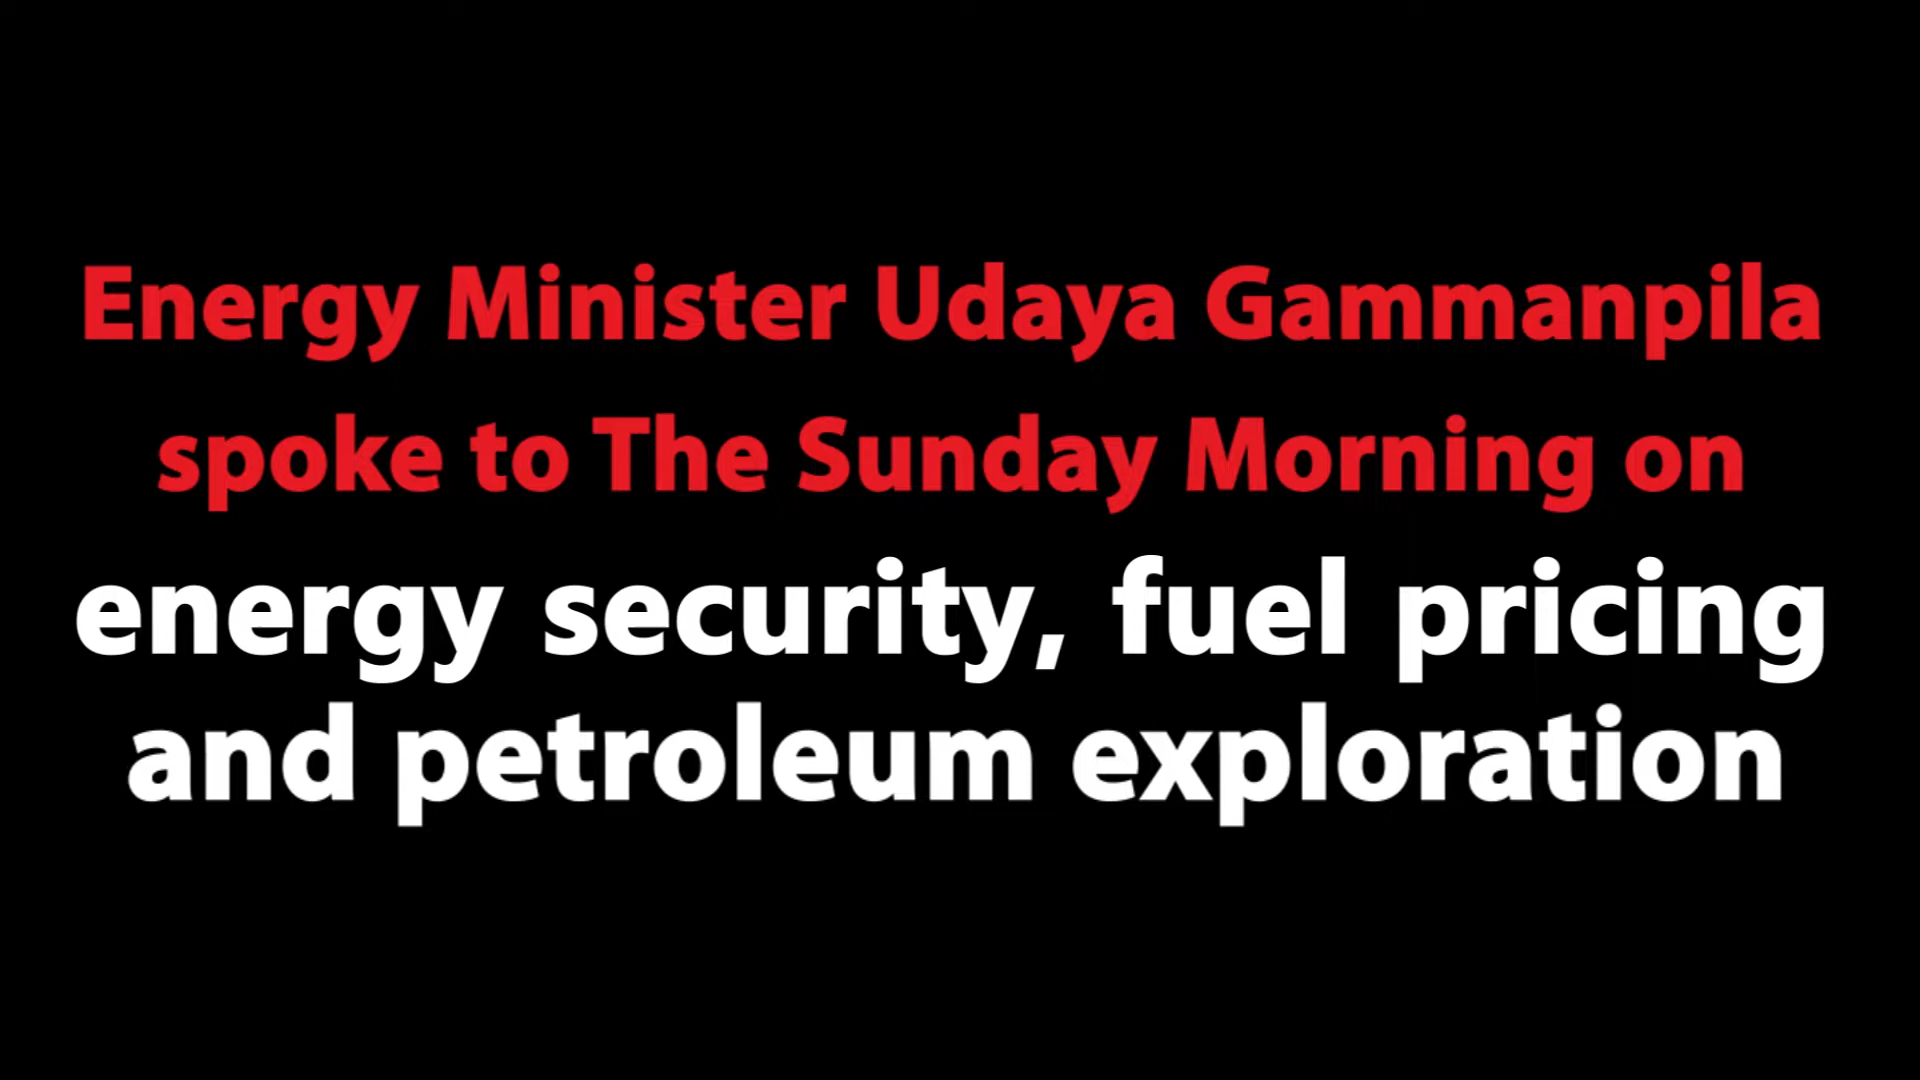 Energy Minister Udaya Gammanpila
spoke to The Sunday Morning on
energy security, fuel pricing
and petroleum exploration